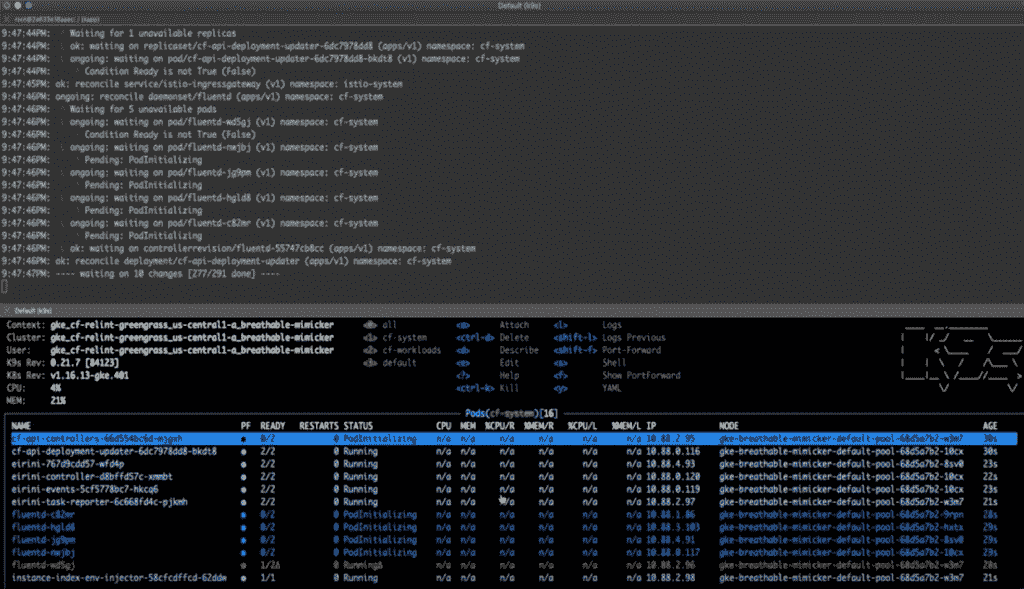 Default (k9s)
9:47:44PM: Waiting for 1 unavailable replicas
9:47:44PM: ok: waiting on replicaset/cf-api-deployment-updater-6dc7978dd8 (apps/v1) namespace: cf-system
9:47:44PM: ongoing: waiting on pod/cf-api-deployment-updater-6dc7978dd8-bkdt8 (v1) namespace: cf-system
9:47:44PM: Condition Ready is not True (False)
9:47:45PM: ok: reconcile service/istio-ingressgateway (v1) namespace: istio-system
9:47:46PM: ongoing: reconcile daemonset/fluentd (apps/v1) namespace: cf-system
9:47:46PM: Waiting for 5 unavailable pods
9:47:46PM: ongoing: waiting on pod/fluentd-wd5gj (v1) namespace: cf-system
9:47:46PM: Condition Ready is not True (False)
9:47:46PM: ongoing: waiting on pod/fluentd-nwjbj (v1) namespace: cf-system
9:47:46PM: Pending: PodInitializing
9:47:46PM: ongoing: waiting on pod/fluentd-jg9pm (v1) namespace: cf-system
9:47:46PM: Pending: PodInitializing
9:47:46PM: ongoing: waiting on pod/fluentd-hgld8 (v1) namespace: cf-system
9:47:46PM: Pending: PodInitializing
9:47:46PM: ongoing: waiting on pod/fluentd-c82mr (v1) namespace: cf-system
9:47:46PM: Pending: PodInitializing
9:47:46PM: ok: waiting on controllerrevision/fluentd-55747cb8cc (apps/v1) namespace: cf-system
9:47:46PM: ok: reconcile deployment/cf-api-deployment-updater (apps/v1) namespace: cf-system
9:47:47PM: ---- waiting on 10 changes [277/291 done] ----
Default (k9s)
Context: gke_cf-relint-greengrass_us-central1-a_breathable-mimicker <0> all <a> Attach <l> Logs
Cluster: gke_cf-relint-greengrass_us-central1-a_breathable-mimicker <1> cf-system <ctrl-d> Delete <shift-l> Logs Previous
User: gke_cf-relint-greengrass_us-central1-a_breathable-mimicker <2> cf-workloads <d> Describe <shift-f> Port-Forward
K9s Rev: 0.21.7 [84123] <3> default <e> Edit <s> Shell
K8s Rev: v1.16.13-gke.401 <?> Help <f> Show PortForward
CPU: 4% <ctrl-k> Kill <y> YAML
MEM: 21%
Pods(cf-system)[16]
NAME PF READY RESTARTS STATUS CPU MEM %CPU/R %MEM/R %CPU/L %MEM/L IP NODE AGE
cf-api-controllers-66d554bc6d- 0/2 0 PodInitializing n/a n/a n/a n/a n/a n/a 10.88.2.95 gke-breathable-mimicker-default-pool-68d5a7b2-w3m7 30s
cf-api-deployment-updater-6dc7978dd8-bkdt8 ● 2/2 0 Running n/a n/a n/a n/a n/a n/a 10.88.0.116 gke-breathable-mimicker-default-pool-68d5a7b2-10cx 30s
eirini-767d9cdd57-wfd4p ● 2/2 0 Running n/a n/a n/a n/a n/a n/a 10.88.4.93 gke-breathable-mimicker-default-pool-68d5a7b2-8sv0 23s
eirini-controller-d8bffd57c-xmmbt ● 2/2 0 Running n/a n/a n/a n/a n/a n/a 10.88.0.120 gke-breathable-mimicker-default-pool-68d5a7b2-10cx 22s
eirini-events-5cf5778bc7-hkcq6 ● 2/2 0 Running n/a n/a n/a n/a n/a n/a 10.88.0.119 gke-breathable-mimicker-default-pool-68d5a7b2-10cx 23s
eirini-task-reporter-6c668fd4c-pjkmh ● 2/2 0 Running n/a n/a n/a n/a n/a n/a 10.88.2.97 gke-breathable-mimicker-default-pool-68d5a7b2-w3m7 21s
fluentd-c82mr ● 0/2 0 PodInitializing n/a n/a n/a n/a n/a n/a 10.88.1.86 gke-breathable-mimicker-default-pool-68d5a7b2-9rpn 28s
fluentd-hgld8 ● 0/2 0 PodInitializing n/a n/a n/a n/a n/a n/a 10.88.3.103 gke-breathable-mimicker-default-pool-68d5a7b2-hxtx 29s
fluentd-jg9pm ● 0/2 0 PodInitializing n/a n/a n/a n/a n/a n/a 10.88.4.91 gke-breathable-mimicker-default-pool-68d5a7b2-8sv0 29s
fluentd-nwjbj ● 0/2 0 PodInitializing n/a n/a n/a n/a n/a n/a 10.88.0.117 gke-breathable-mimicker-default-pool-68d5a7b2-10cx 29s
fluentd-wd5gj ● 1/2Δ 0 RunningΔ n/a n/a n/a n/a n/a n/a 10.88.2.96 gke-breathable-mimicker-default-pool-68d5a7b2-w3m7 28s
instance-index-env-injector-58cfcdffcd-62ddw ● 1/1 0 Running n/a n/a n/a n/a n/a n/a 10.88.2.98 gke-breathable-mimicker-default-pool-68d5a7b2-w3m7 21s